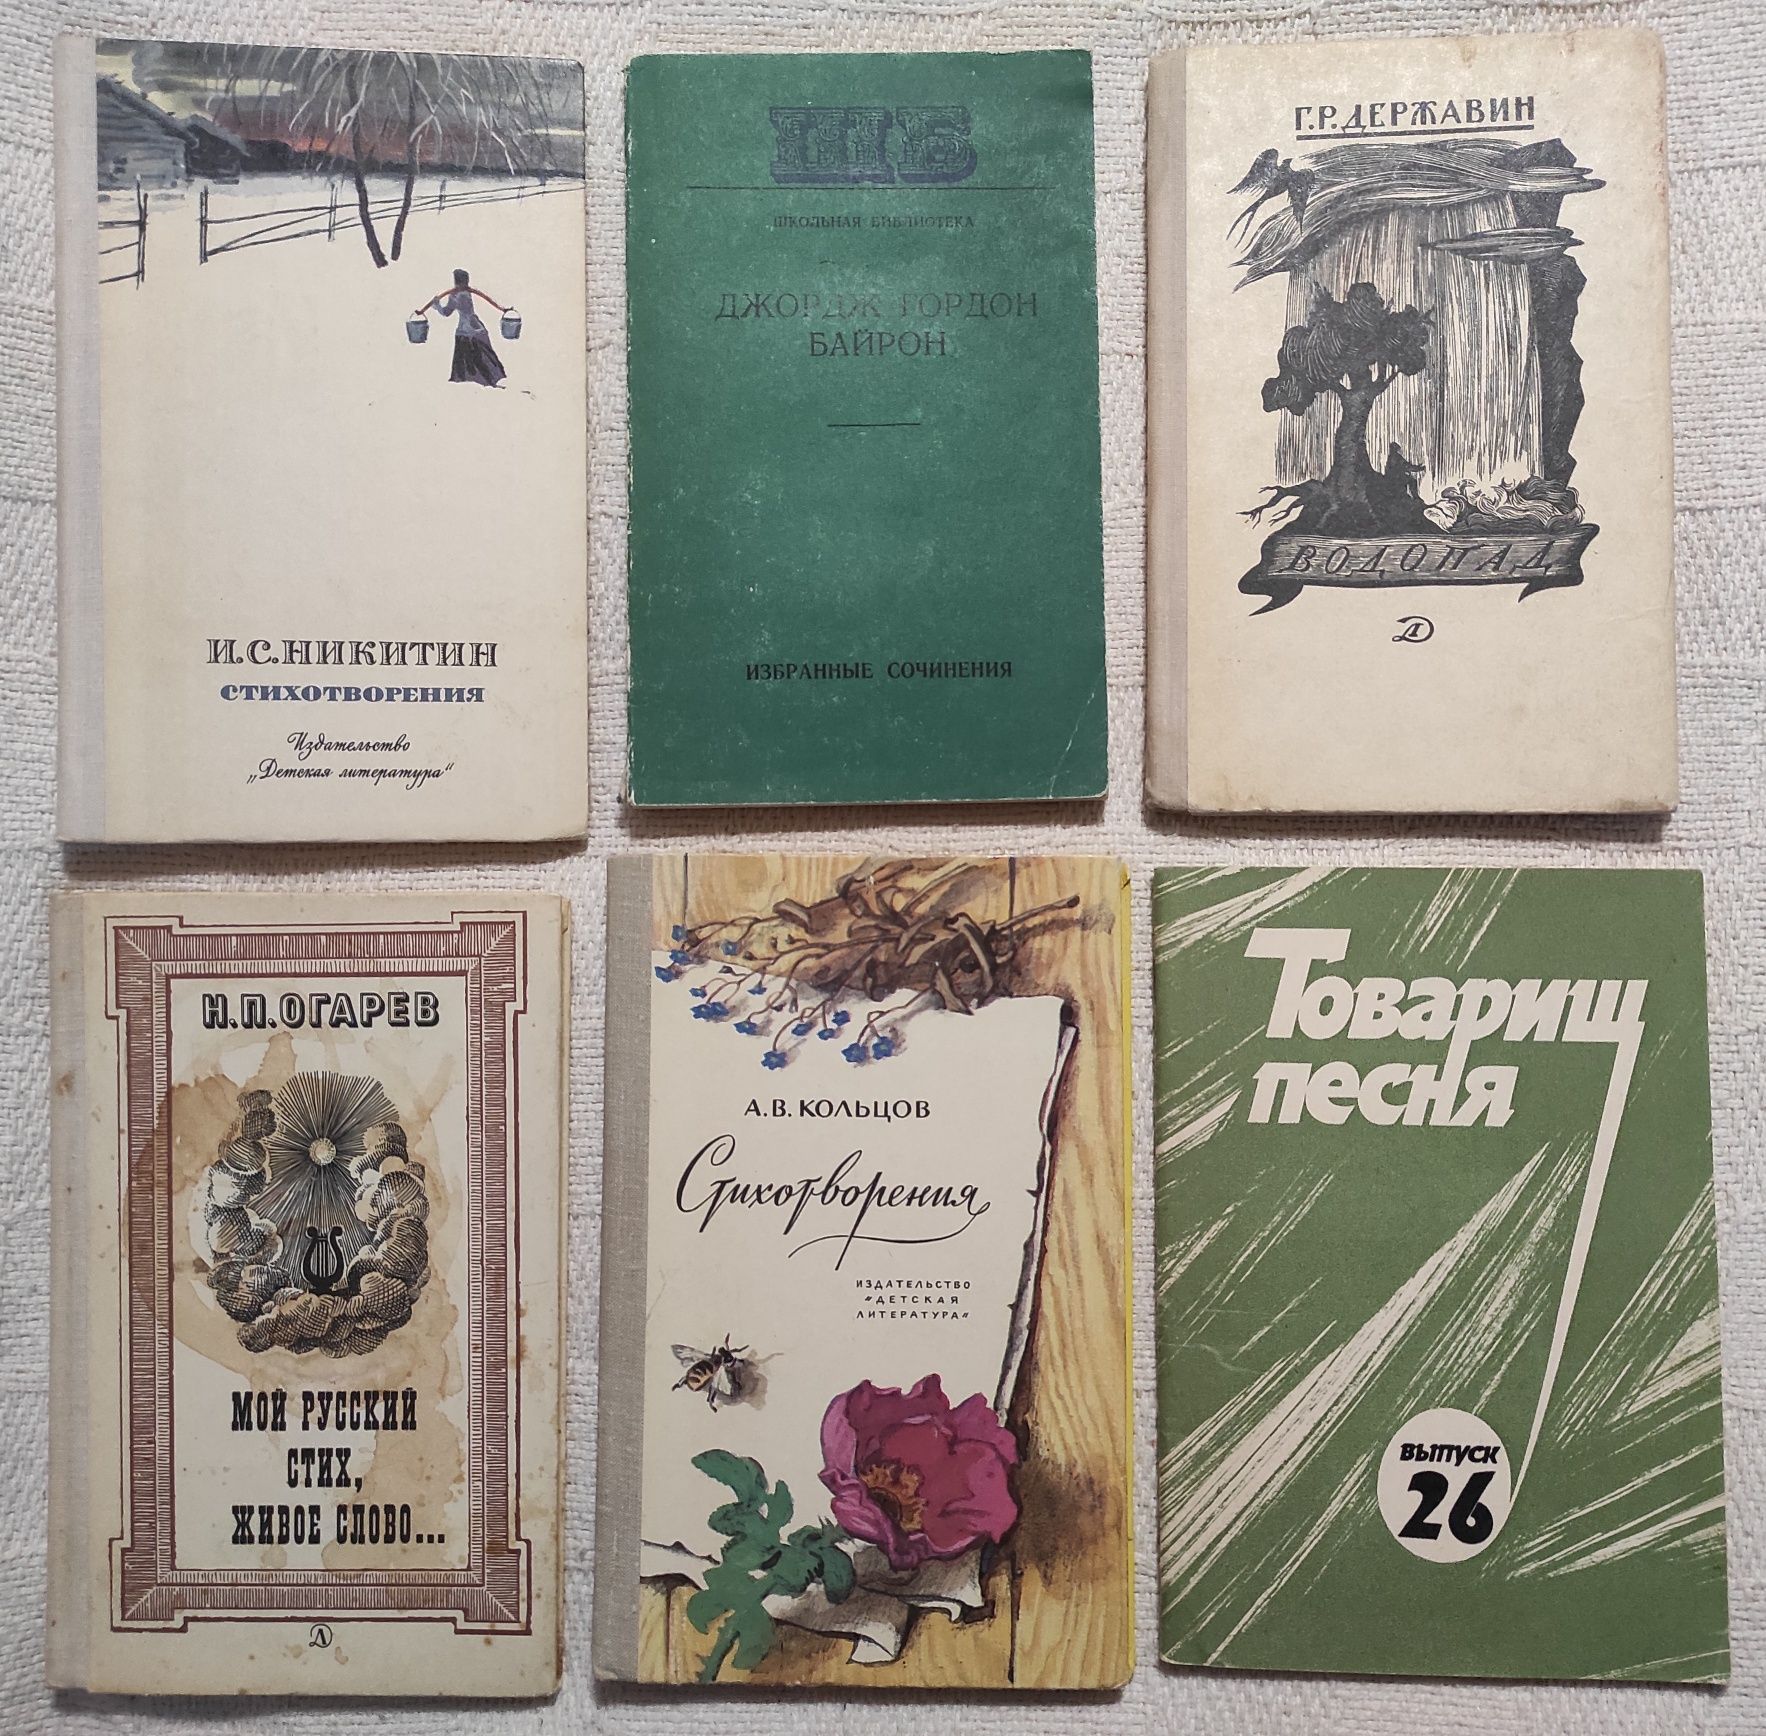 И.С.НИКИТИН
СТИХОТВОРЕНИЯ
Издательство
„Детская литература“
ШБ
ШКОЛЬНАЯ БИБЛИОТЕКА
ДЖОРДЖ ГОРДОН
БАЙРОН
ИЗБРАННЫЕ СОЧИНЕНИЯ
Г.Р.ДЕРЖАВИН
ВОДОПАД
Д
Н.П.ОГАРЕВ
МОЙ РУССКИЙ
СТИХ,
ЖИВОЕ СЛОВО...
Д
А.В.КОЛЬЦОВ
Стихотворения
ИЗДАТЕЛЬСТВО
“ДЕТСКАЯ
ЛИТЕРАТУРА”
Товарищ
песня
ВЫПУСК
26